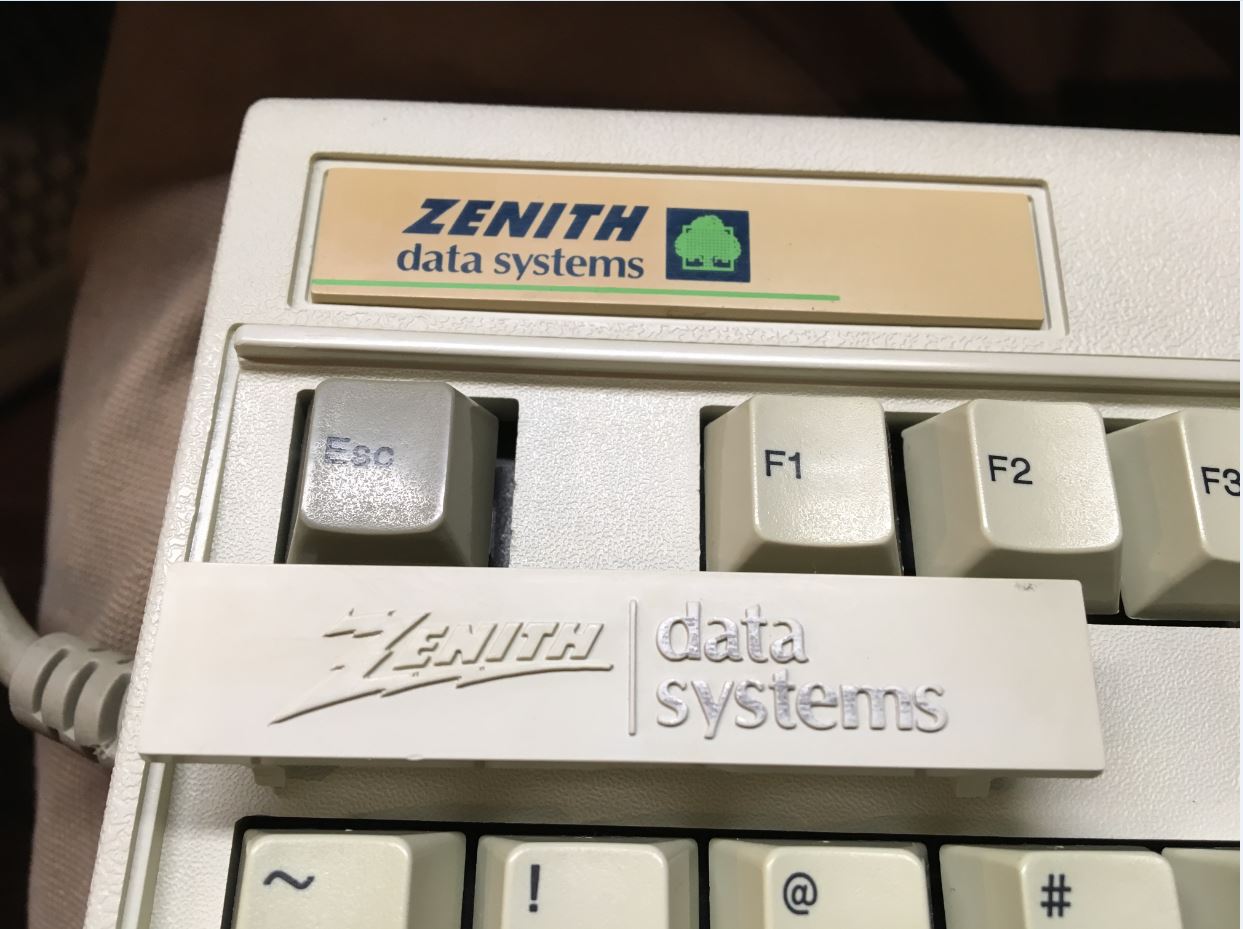 ZENITH
data systems
Esc
F1
F2
F3
ZENITH
data
systems
~
!
@
#